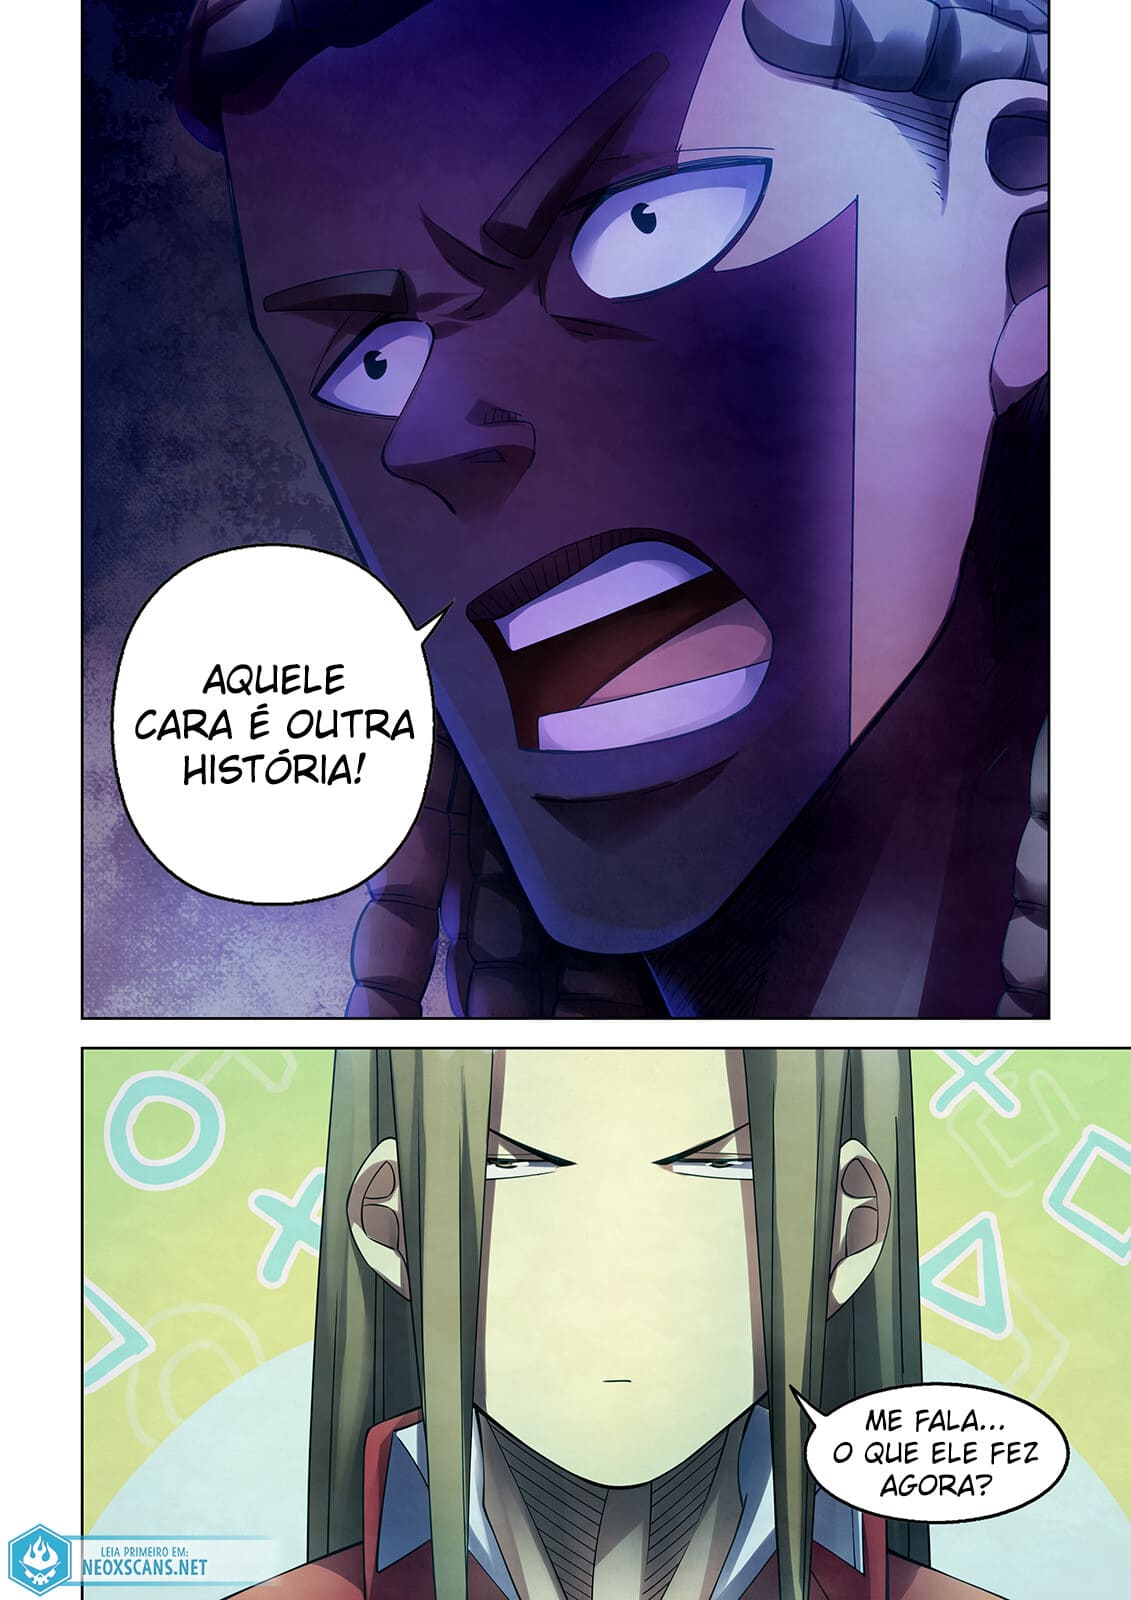 AQUELE
CARA É OUTRA
HISTÓRIA!
ME FALA...
O QUE ELE FEZ
AGORA?
LEIA PRIMEIRO EM:
NEOXSCANS.NET